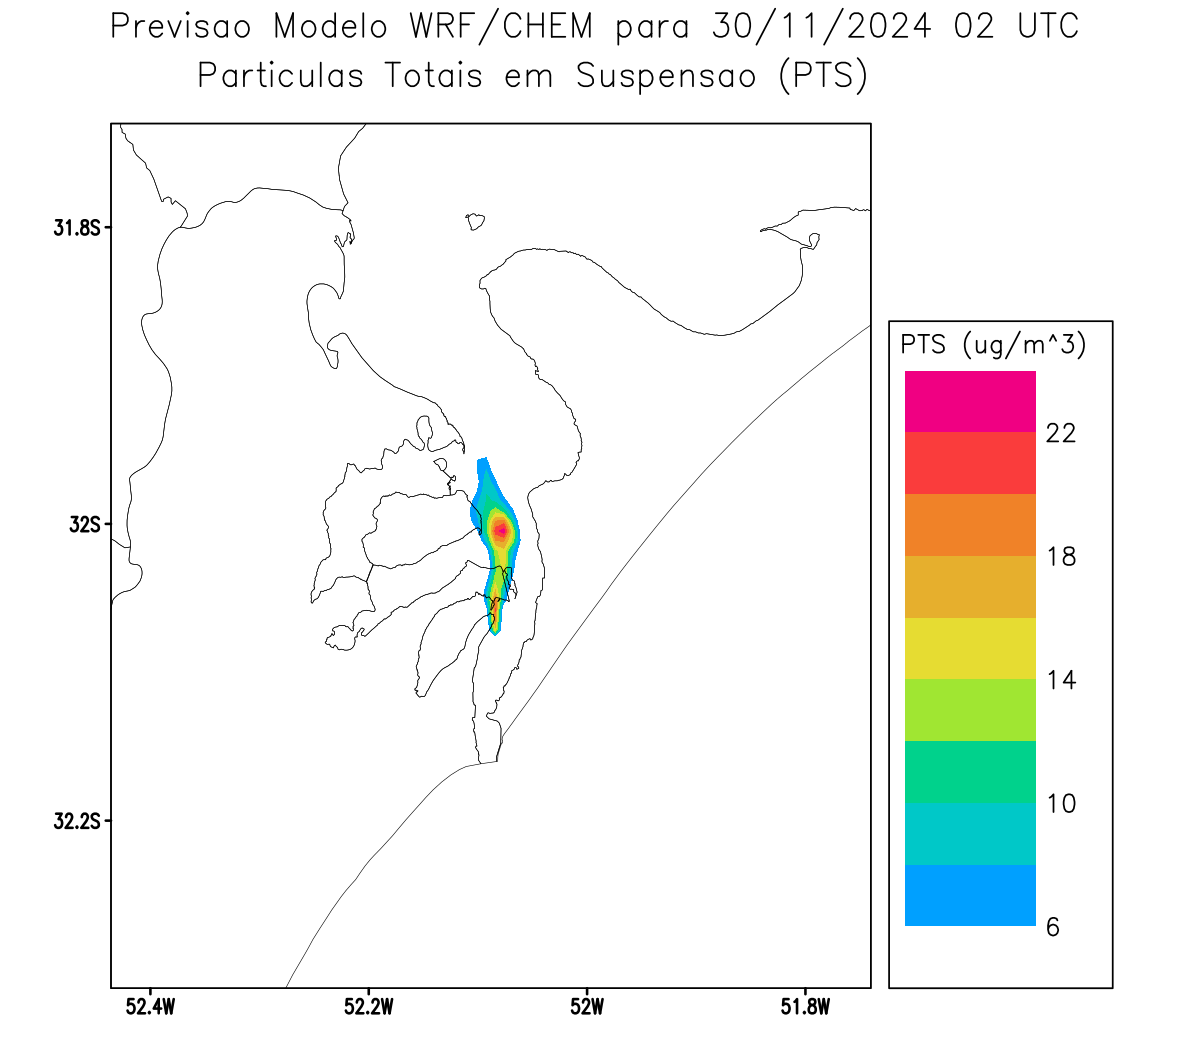 Previsao Modelo WRF/CHEM para 30/11/2024 02 UTC
Particulas Totais em Suspensao (PTS)
31.8S
32S
32.2S
52.4W
52.2W
52W
51.8W
PTS (ug/m^3)
22
18
14
10
6